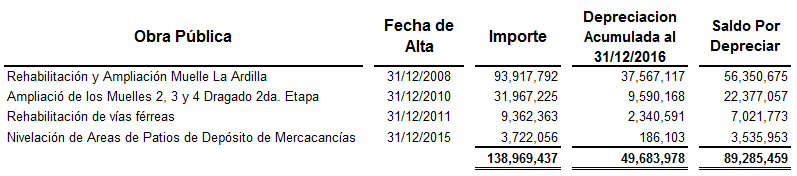 Obra Pública Fecha de Alta Importe Depreciacion Acumulada al 31/12/2016 Saldo Por Depreciar
Rehabilitación y Ampliación Muelle La Ardilla 31/12/2008 93,917,792 37,567,117 56,350,675
Ampliació de los Muelles 2, 3 y 4 Dragado 2da. Etapa 31/12/2010 31,967,225 9,590,168 22,377,057
Rehabilitación de vías férreas 31/12/2011 9,362,363 2,340,591 7,021,773
Nivelación de Areas de Patios de Depósito de Mercacancías 31/12/2015 3,722,056 186,103 3,535,953
138,969,437 49,683,978 89,285,459